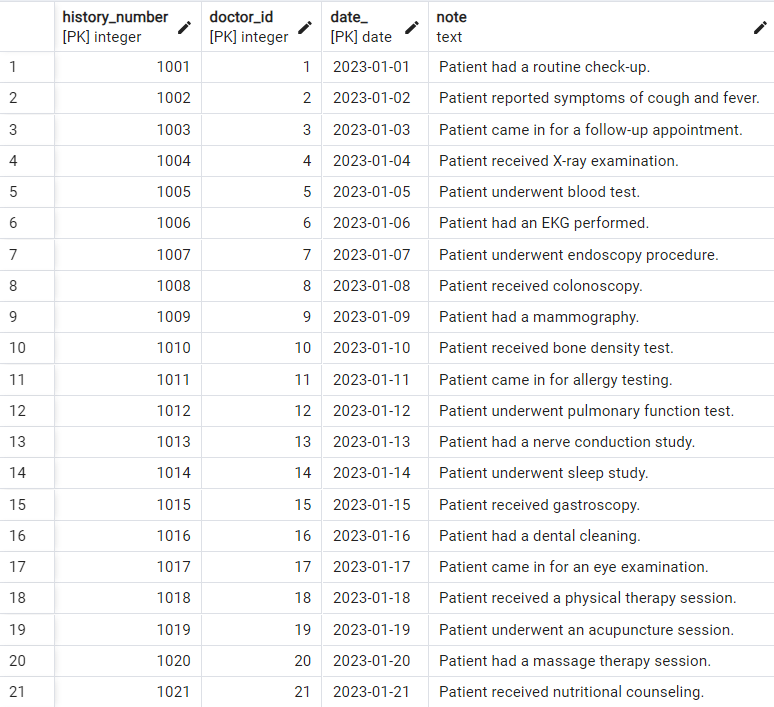 history_number doctor_id date_ note
[PK] integer [PK] integer [PK] date text
1 1001 1 2023-01-01 Patient had a routine check-up.
2 1002 2 2023-01-02 Patient reported symptoms of cough and fever.
3 1003 3 2023-01-03 Patient came in for a follow-up appointment.
4 1004 4 2023-01-04 Patient received X-ray examination.
5 1005 5 2023-01-05 Patient underwent blood test.
6 1006 6 2023-01-06 Patient had an EKG performed.
7 1007 7 2023-01-07 Patient underwent endoscopy procedure.
8 1008 8 2023-01-08 Patient received colonoscopy.
9 1009 9 2023-01-09 Patient had a mammography.
10 1010 10 2023-01-10 Patient received bone density test.
11 1011 11 2023-01-11 Patient came in for allergy testing.
12 1012 12 2023-01-12 Patient underwent pulmonary function test.
13 1013 13 2023-01-13 Patient had a nerve conduction study.
14 1014 14 2023-01-14 Patient underwent sleep study.
15 1015 15 2023-01-15 Patient received gastroscopy.
16 1016 16 2023-01-16 Patient had a dental cleaning.
17 1017 17 2023-01-17 Patient came in for an eye examination.
18 1018 18 2023-01-18 Patient received a physical therapy session.
19 1019 19 2023-01-19 Patient underwent an acupuncture session.
20 1020 20 2023-01-20 Patient had a massage therapy session.
21 1021 21 2023-01-21 Patient received nutritional counseling.